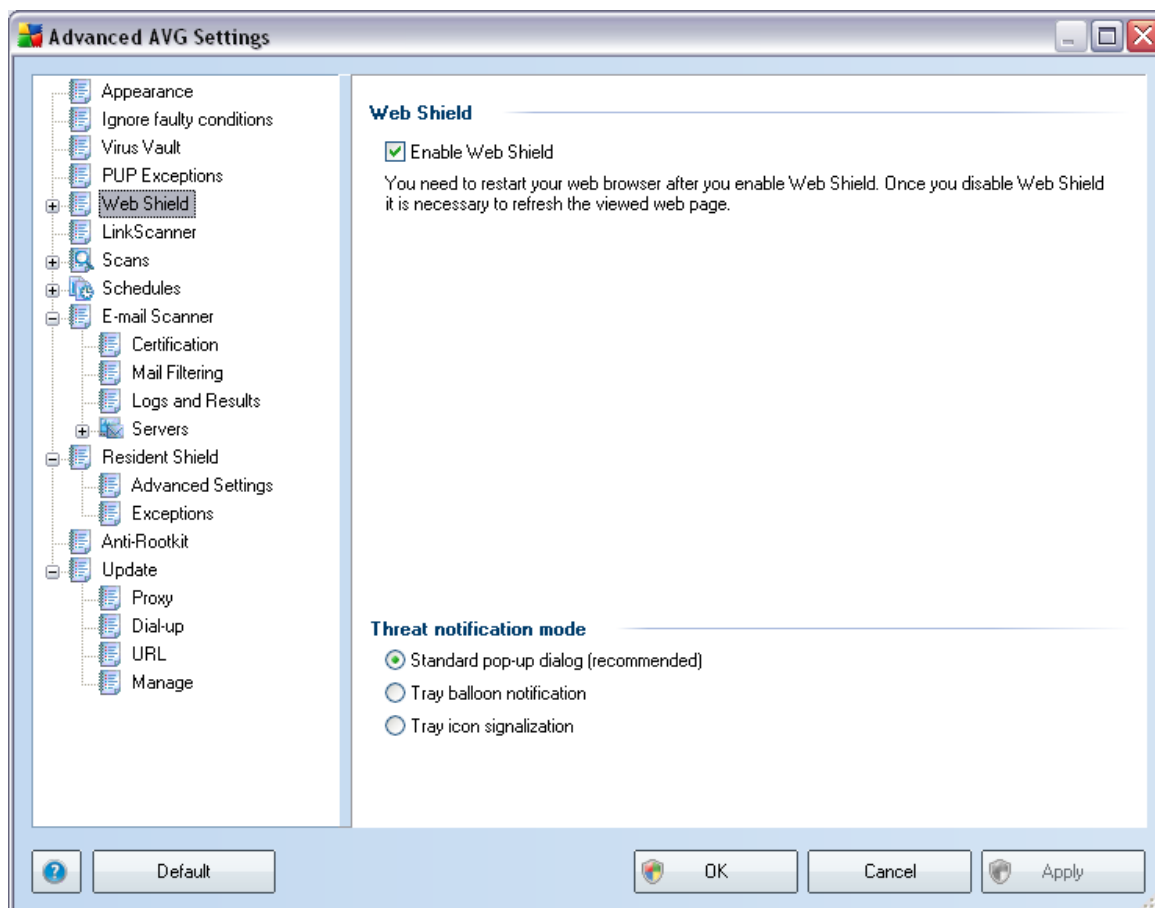 Advanced AVG Settings
Appearance
Ignore faulty conditions
Virus Vault
PUP Exceptions
Web Shield
LinkScanner
Scans
Schedules
E-mail Scanner
Certification
Mail Filtering
Logs and Results
Servers
Resident Shield
Advanced Settings
Exceptions
Anti-Rootkit
Update
Proxy
Dial-up
URL
Manage
Web Shield
Enable Web Shield
You need to restart your web browser after you enable Web Shield. Once you disable Web Shield
it is necessary to refresh the viewed web page.
Threat notification mode
Standard pop-up dialog (recommended)
Tray balloon notification
Tray icon signalization
?
Default
OK
Cancel
Apply